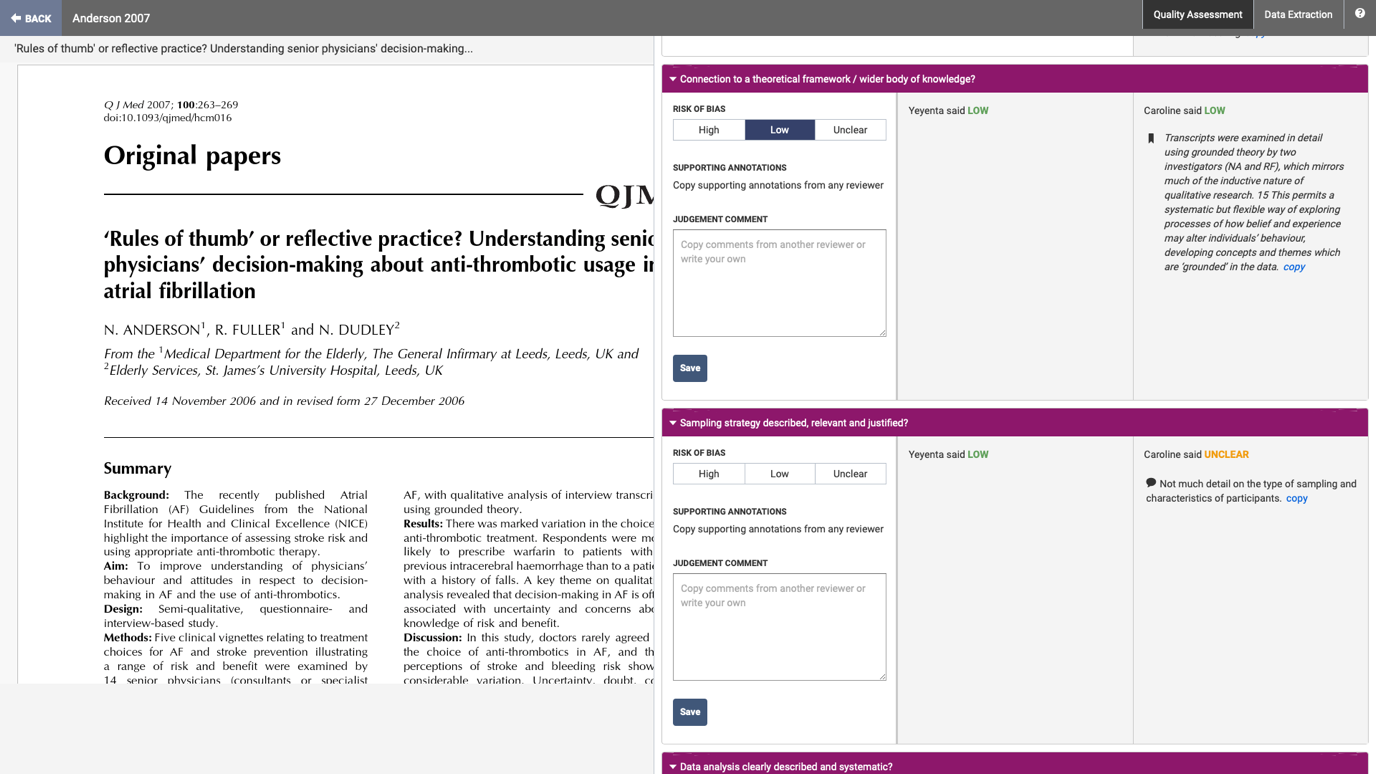 BACK
Anderson 2007
Quality Assessment
Data Extraction
?
'Rules of thumb' or reflective practice? Understanding senior physicians' decision-making...
Q J Med 2007; 100:263–269
doi:10.1093/qjmed/hcm016
Original papers
QJM
‘Rules of thumb’ or reflective practice? Understanding senio
physicians’ decision-making about anti-thrombotic usage in
atrial fibrillation
N. ANDERSON1, R. FULLER1 and N. DUDLEY2
From the 1Medical Department for the Elderly, The General Infirmary at Leeds, Leeds, UK and
2Elderly Services, St. James’s University Hospital, Leeds, UK
Received 14 November 2006 and in revised form 27 December 2006
Summary
Background: The recently published Atrial
Fibrillation (AF) Guidelines from the National
Institute for Health and Clinical Excellence (NICE)
highlight the importance of assessing stroke risk and
using appropriate anti-thrombotic therapy.
Aim: To improve understanding of physicians’
behaviour and attitudes in respect to decision-
making in AF and the use of anti-thrombotics.
Design: Semi-qualitative, questionnaire- and
interview-based study.
Methods: Five clinical vignettes relating to treatment
choices for AF and stroke prevention illustrating
a range of risk and benefit were examined by
14 senior physicians (consultants or specialist
AF, with qualitative analysis of interview transcri
using grounded theory.
Results: There was marked variation in the choice
anti-thrombotic treatment. Respondents were mo
likely to prescribe warfarin to patients with
previous intracerebral haemorrhage than to a patie
with a history of falls. A key theme on qualitat
analysis revealed that decision-making in AF is oft
associated with uncertainty and concerns abo
knowledge of risk and benefit.
Discussion: In this study, doctors rarely agreed
the choice of anti-thrombotics in AF, and th
perceptions of stroke and bleeding risk show
considerable variation. Uncertainty, doubt, co
Connection to a theoretical framework / wider body of knowledge?
RISK OF BIAS
High
Low
Unclear
SUPPORTING ANNOTATIONS
Copy supporting annotations from any reviewer
JUDGEMENT COMMENT
Copy comments from another reviewer or
write your own
Save
Yeyenta said LOW
Caroline said LOW
Transcripts were examined in detail
using grounded theory by two
investigators (NA and RF), which mirrors
much of the inductive nature of
qualitative research. 15 This permits a
systematic but flexible way of exploring
processes of how belief and experience
may alter individuals’ behaviour,
developing concepts and themes which
are ‘grounded’ in the data. copy
Sampling strategy described, relevant and justified?
RISK OF BIAS
High
Low
Unclear
SUPPORTING ANNOTATIONS
Copy supporting annotations from any reviewer
JUDGEMENT COMMENT
Copy comments from another reviewer or
write your own
Save
Yeyenta said LOW
Caroline said UNCLEAR
Not much detail on the type of sampling and
characteristics of participants. copy
Data analysis clearly described and systematic?